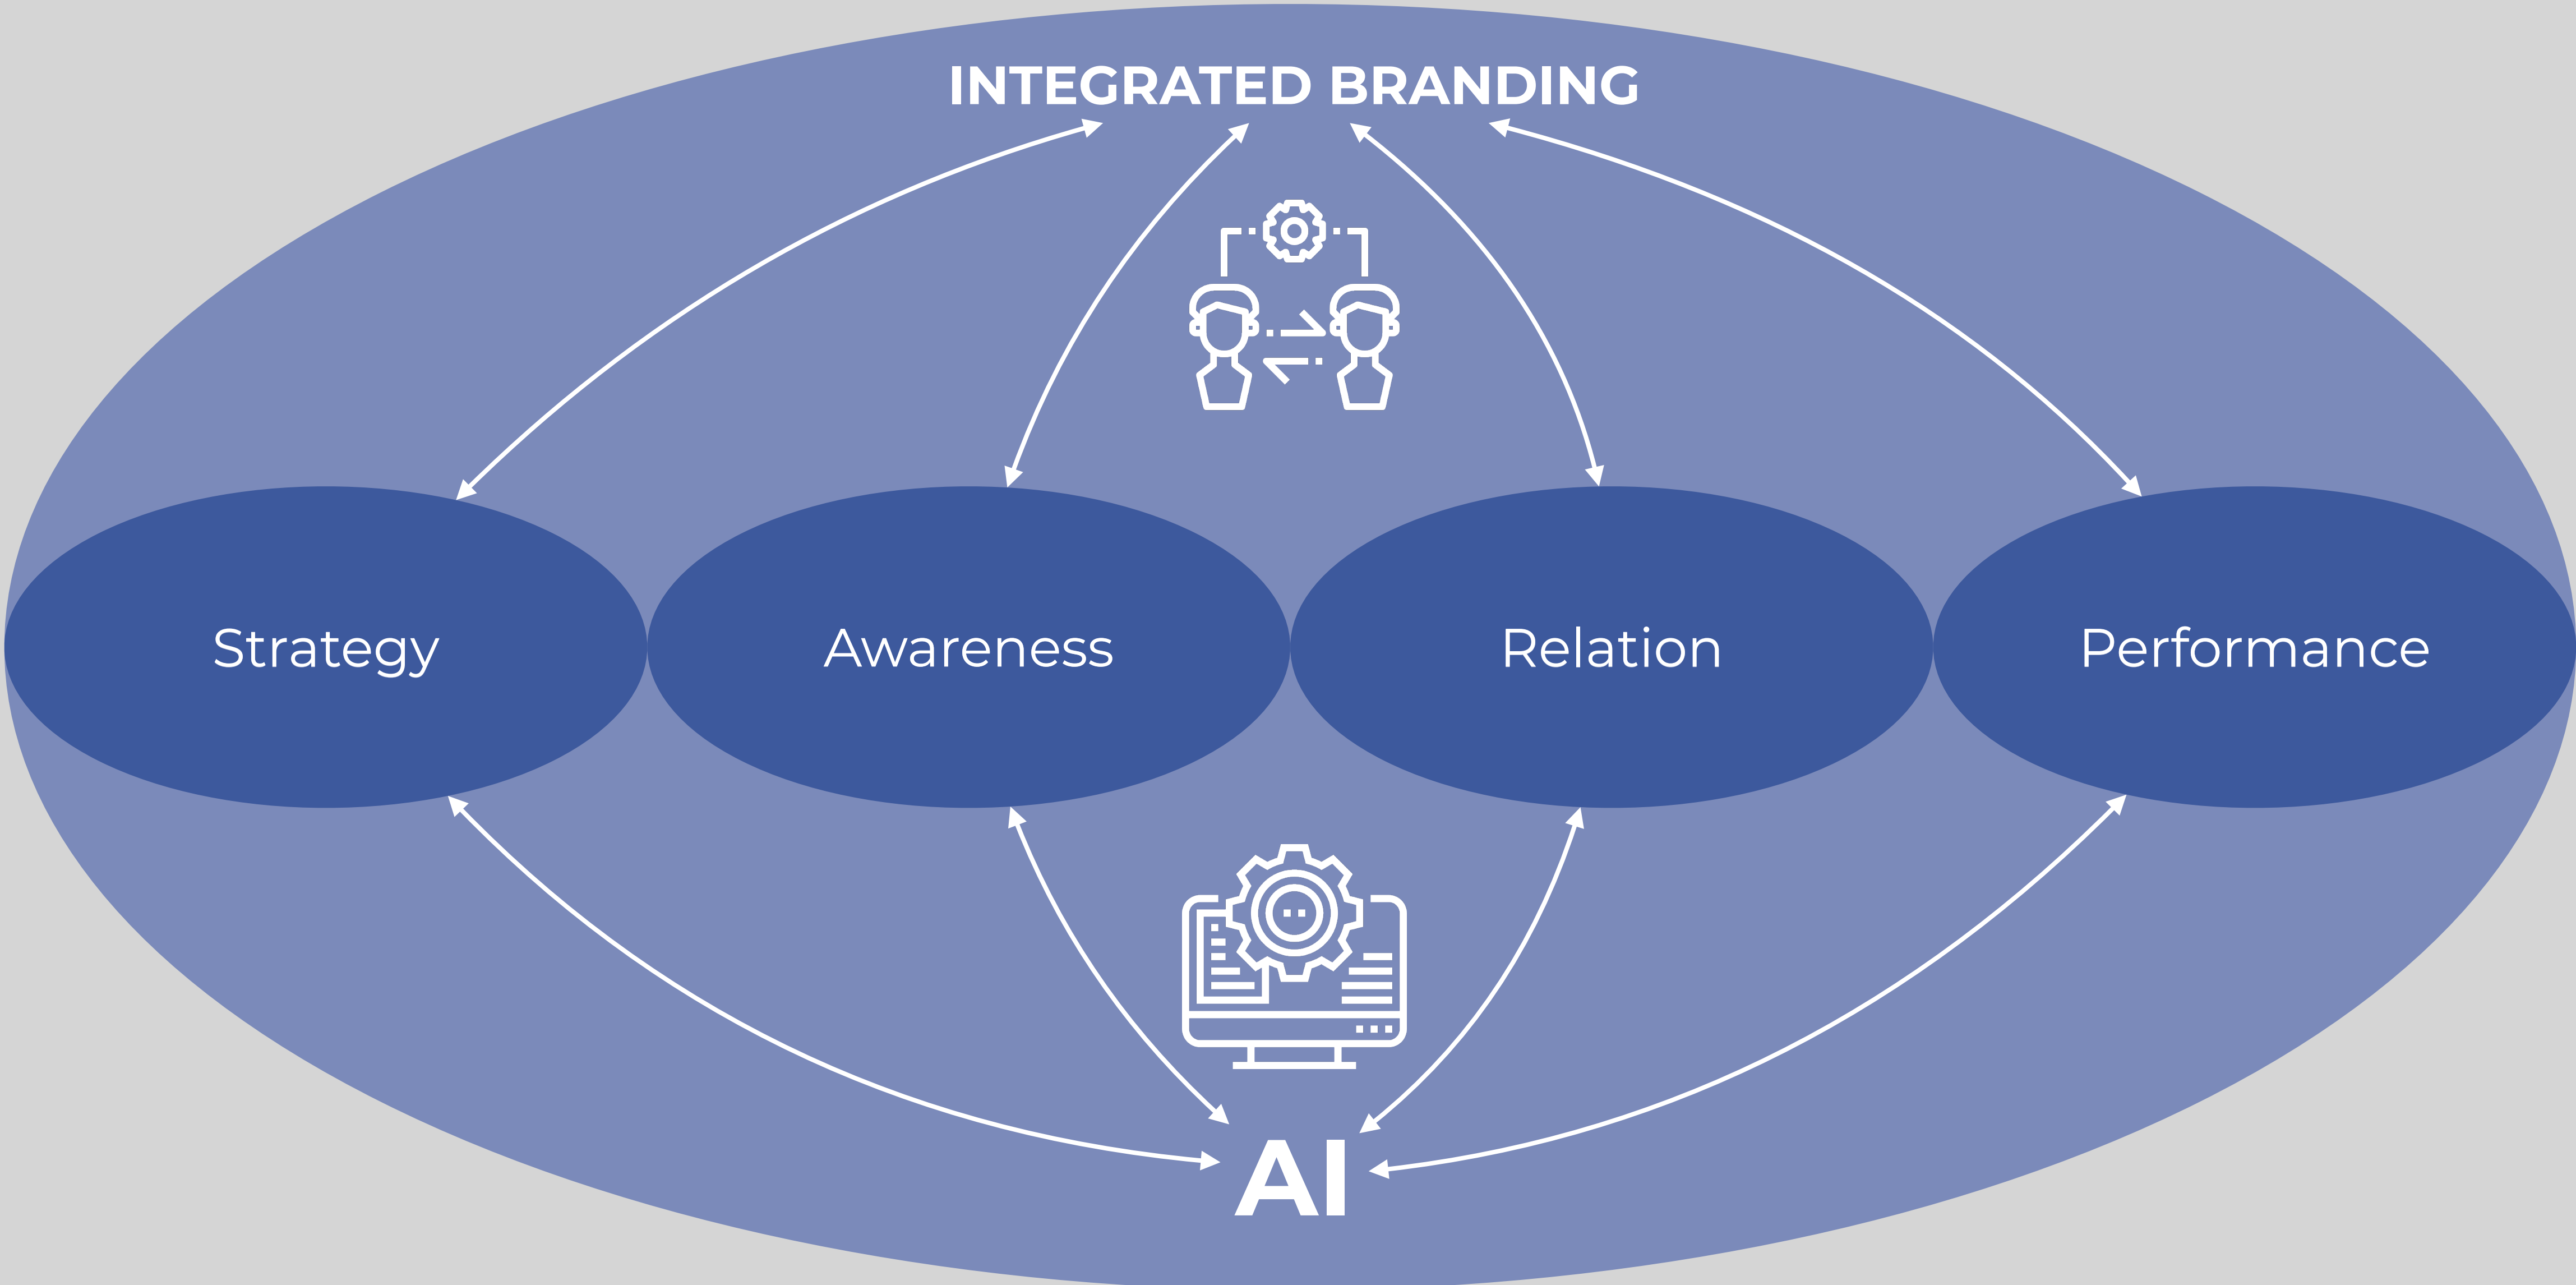 INTEGRATED BRANDING
Strategy
Awareness
Relation
Performance
AI